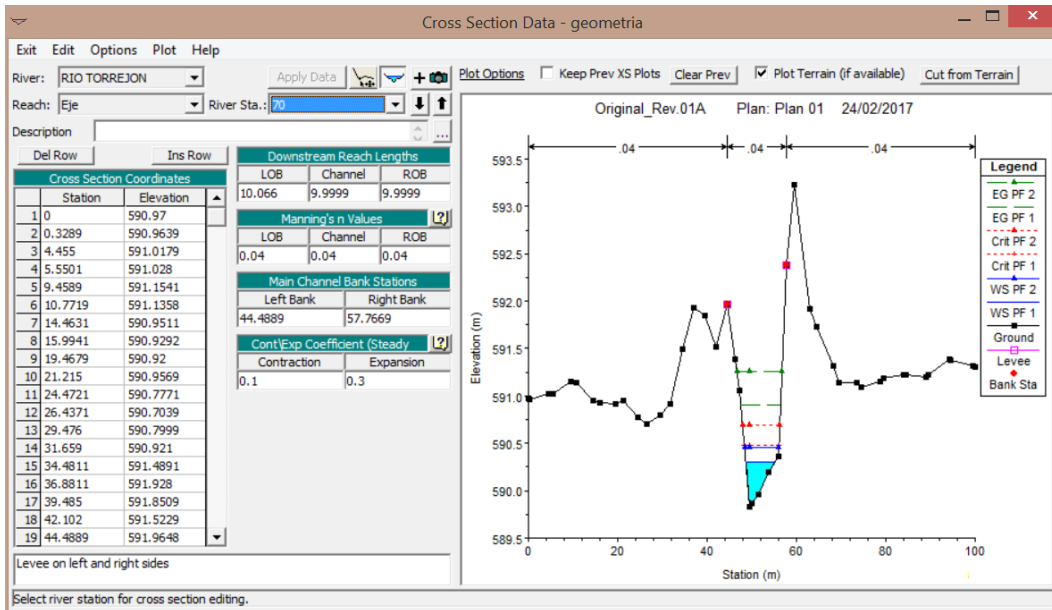 Cross Section Data - geometria
Exit Edit Options Plot Help
River: RIO TORREJON Apply Data + Plot Options Keep Prev XS Plots Clear Prev Plot Terrain (if available) Cut from Terrain
Reach: Eje River Sta.: 70
Description ...
Del Row Ins Row
Cross Section Coordinates
Station Elevation
1 0 590.97
2 0.3289 590.9639
3 4.455 591.0179
4 5.5501 591.028
5 9.4589 591.1541
6 10.7719 591.1358
7 14.4631 590.9511
8 15.9941 590.9292
9 19.4679 590.92
10 21.215 590.9569
11 24.4721 590.7771
12 26.4371 590.7039
13 29.476 590.7999
14 31.659 590.921
15 34.4811 591.4891
16 36.8811 591.928
17 39.485 591.8509
18 42.102 591.5229
19 44.4889 591.9648
Downstream Reach Lengths
LOB Channel ROB
10.066 9.9999 9.9999
Manning's n Values
LOB Channel ROB
0.04 0.04 0.04
Main Channel Bank Stations
Left Bank Right Bank
44.4889 57.7669
Cont\Exp Coefficient (Steady
Contraction Expansion
0.1 0.3
Levee on left and right sides
Select river station for cross section editing.
Original_Rev.01A Plan: Plan 01 24/02/2017
.04 .04 .04
593.5
593.0
592.5
592.0
591.5
591.0
590.5
590.0
589.5
Elevation (m)
0 20 40 60 80 100
Station (m)
Legend
EG PF 2
EG PF 1
Crit PF 2
Crit PF 1
WS PF 2
WS PF 1
Ground
Levee
Bank Sta